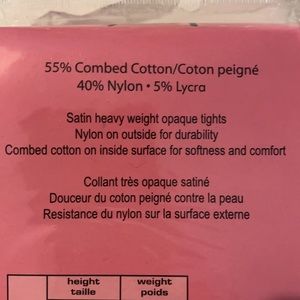 55% Combed Cotton/Coton peigné
40% Nylon • 5% Lycra
Satin heavy weight opaque tights
Nylon on outside for durability
Combed cotton on inside surface for softness and comfort
Collant très opaque satiné
Douceur du coton peigné contre la peau
Resistance du nylon sur la surface externe
height weight
taille poids